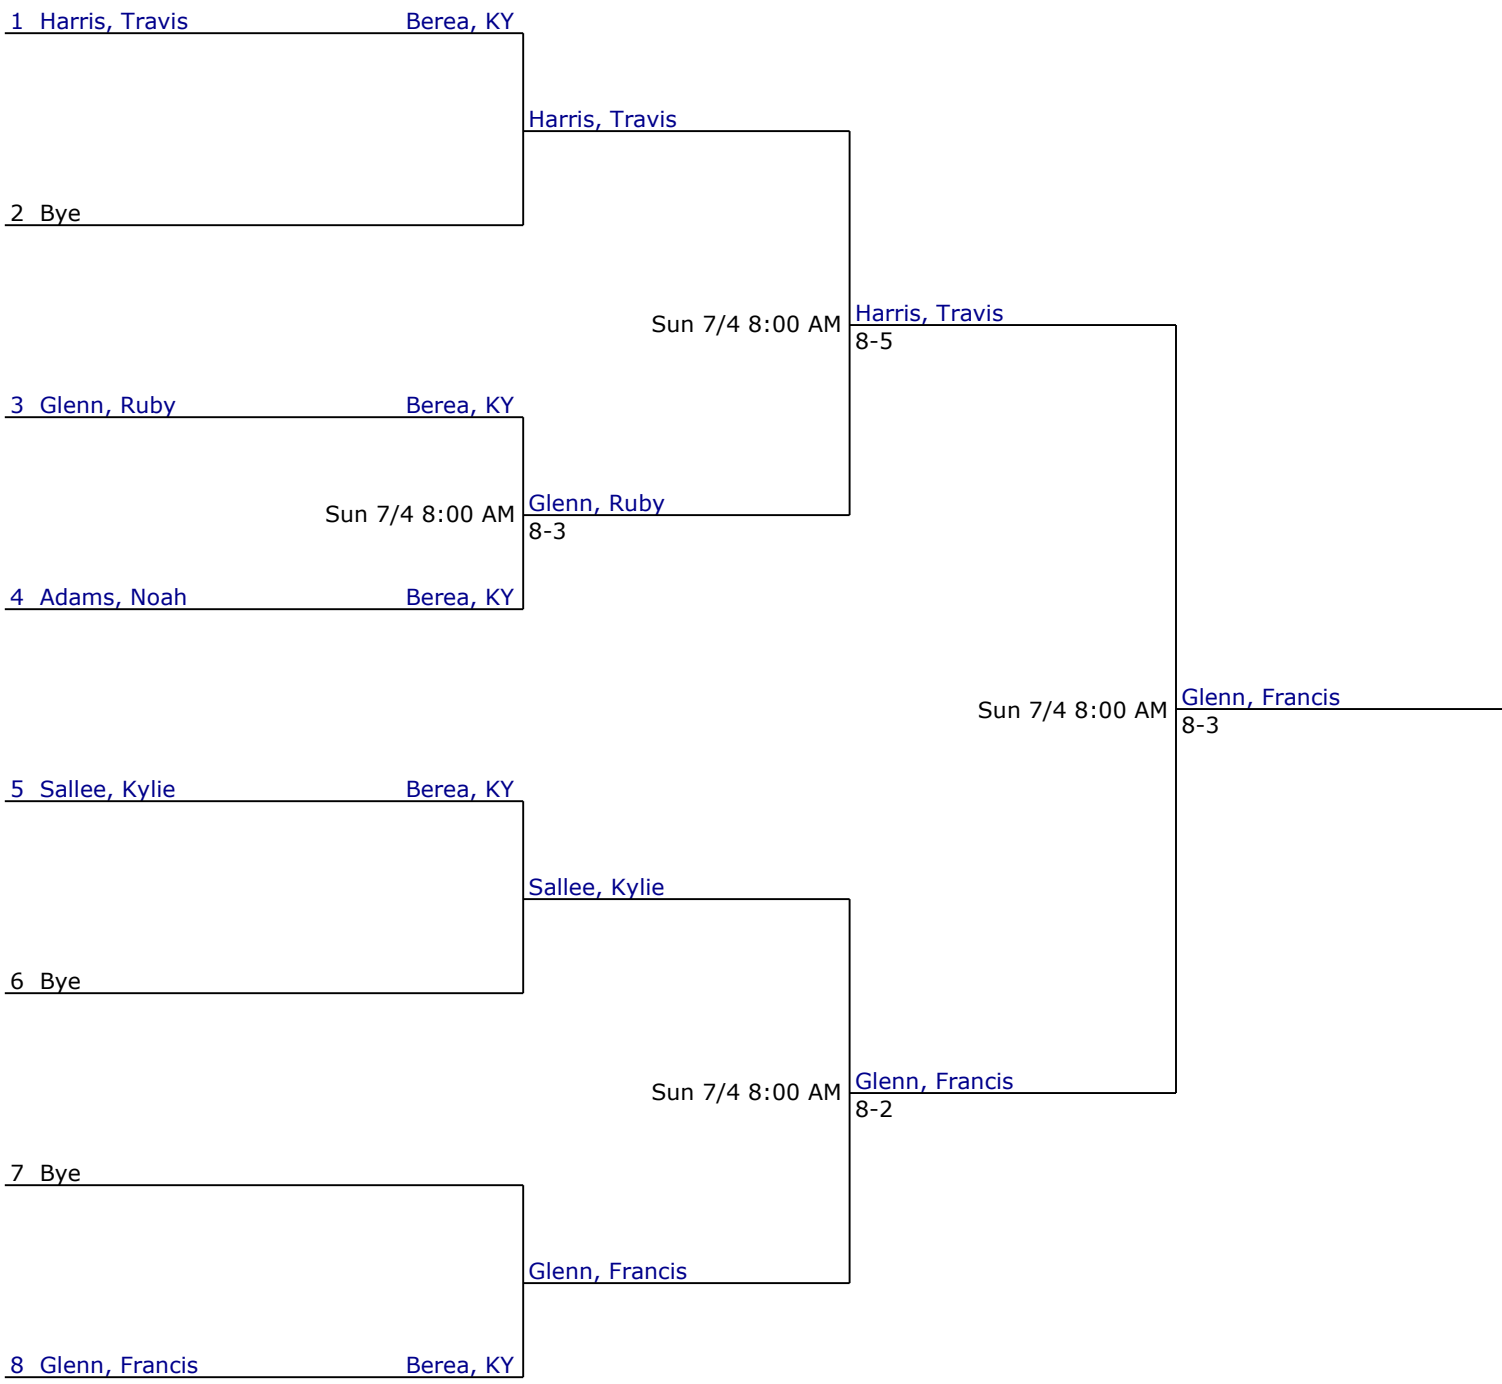 1 Harris, Travis Berea, KY
Harris, Travis
2 Bye
Harris, Travis
Sun 7/4 8:00 AM
8-5
3 Glenn, Ruby Berea, KY
Glenn, Ruby
Sun 7/4 8:00 AM
8-3
4 Adams, Noah Berea, KY
Glenn, Francis
Sun 7/4 8:00 AM
8-3
5 Sallee, Kylie Berea, KY
Sallee, Kylie
6 Bye
Glenn, Francis
Sun 7/4 8:00 AM
8-2
7 Bye
Glenn, Francis
8 Glenn, Francis Berea, KY